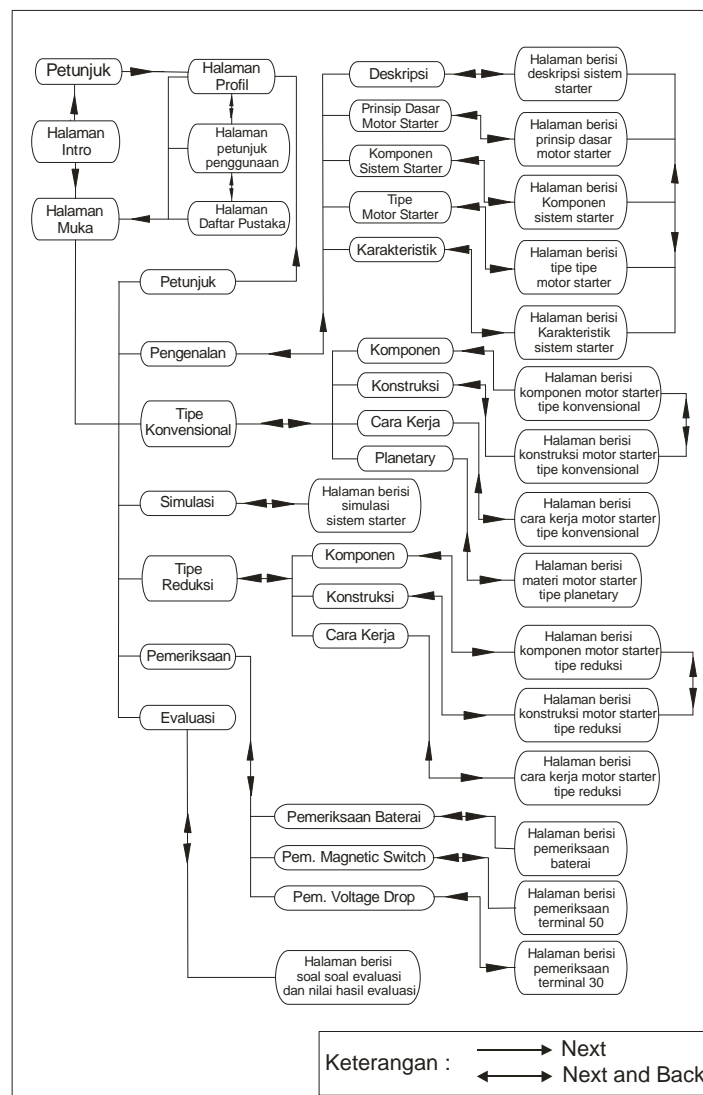 Petunjuk
Halaman
Profil
Halaman
Intro
Halaman
petunjuk
penggunaan
Halaman
Muka
Halaman
Daftar Pustaka
Deskripsi
Halaman berisi
deskripsi sistem
starter
Prinsip Dasar
Motor Starter
Halaman berisi
prinsip dasar
motor starter
Komponen
Sistem Starter
Halaman berisi
Komponen
sistem starter
Tipe
Motor Starter
Halaman berisi
tipe tipe
motor starter
Karakteristik
Halaman berisi
Karakteristik
sistem starter
Petunjuk
Pengenalan
Tipe
Konvensional
Komponen
Halaman berisi
komponen motor starter
tipe konvensional
Konstruksi
Halaman berisi
konstruksi motor starter
tipe konvensional
Cara Kerja
Halaman berisi
cara kerja motor starter
tipe konvensional
Planetary
Halaman berisi
materi motor starter
tipe planetary
Simulasi
Halaman berisi
simulasi
sistem starter
Tipe
Reduksi
Komponen
Halaman berisi
komponen motor starter
tipe reduksi
Konstruksi
Halaman berisi
konstruksi motor starter
tipe reduksi
Cara Kerja
Halaman berisi
cara kerja motor starter
tipe reduksi
Pemeriksaan
Evaluasi
Pemeriksaan Baterai
Halaman berisi
pemeriksaan
baterai
Pem. Magnetic Switch
Halaman berisi
pemeriksaan
terminal 50
Pem. Voltage Drop
Halaman berisi
pemeriksaan
terminal 30
Halaman berisi
soal soal evaluasi
dan nilai hasil evaluasi
Keterangan :
Next
Next and Back